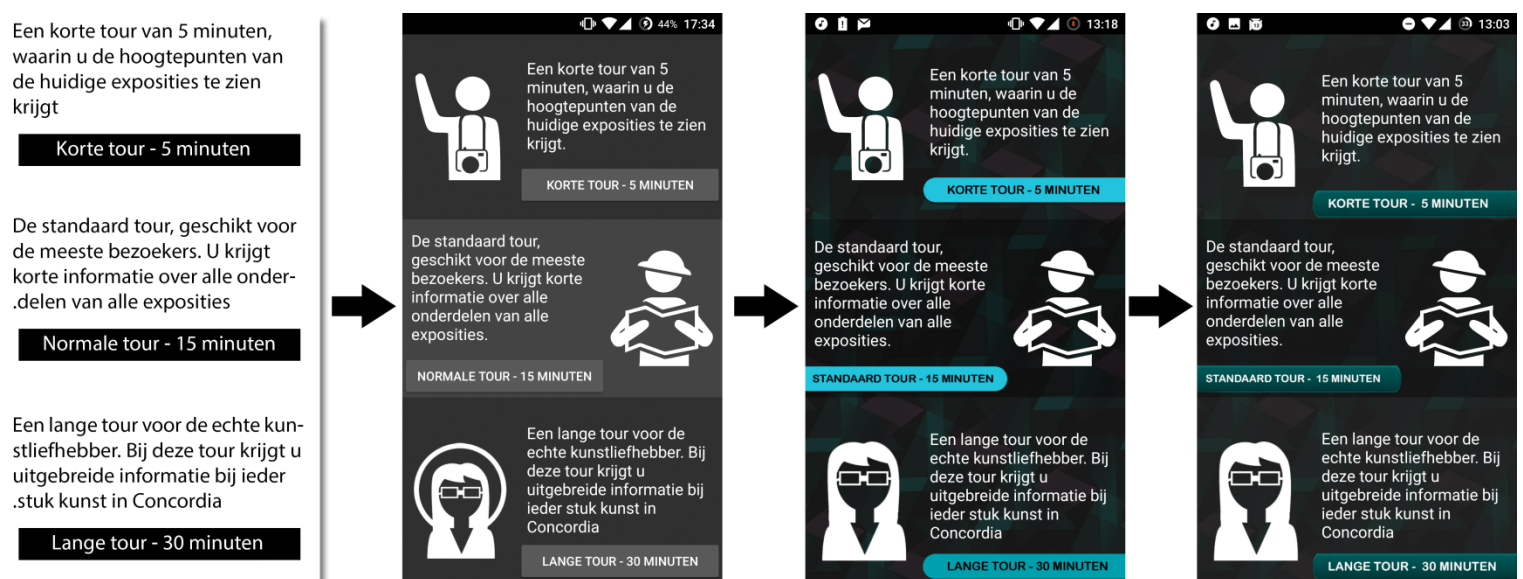 Een korte tour van 5 minuten,
waarin u de hoogtepunten van
de huidige exposities te zien
krijgt
Korte tour - 5 minuten
De standaard tour, geschikt voor
de meeste bezoekers. U krijgt
korte informatie over alle onder-
.delen van alle exposities
Normale tour - 15 minuten
Een lange tour voor de echte kun-
stliefhebber. Bij deze tour krijgt u
uitgebreide informatie bij ieder
.stuk kunst in Concordia
Lange tour - 30 minuten
44% 17:34
Een korte tour van 5
minuten, waarin u de
hoogtepunten van de
huidige exposities te zien
krijgt.
KORTE TOUR - 5 MINUTEN
De standaard tour,
geschikt voor de meeste
bezoekers. U krijgt korte
informatie over alle
onderdelen van alle
exposities.
NORMALE TOUR - 15 MINUTEN
Een lange tour voor de
echte kunstliefhebber. Bij
deze tour krijgt u
uitgebreide informatie bij
ieder stuk kunst in
Concordia
LANGE TOUR - 30 MINUTEN
13:18
Een korte tour van 5
minuten, waarin u de
hoogtepunten van de
huidige exposities te zien
krijgt.
KORTE TOUR - 5 MINUTEN
De standaard tour,
geschikt voor de meeste
bezoekers. U krijgt korte
informatie over alle
onderdelen van alle
exposities.
STANDAARD TOUR - 15 MINUTEN
Een lange tour voor de
echte kunstliefhebber. Bij
deze tour krijgt u
uitgebreide informatie bij
ieder stuk kunst in
Concordia
LANGE TOUR - 30 MINUTEN
33 13:03
Een korte tour van 5
minuten, waarin u de
hoogtepunten van de
huidige exposities te zien
krijgt.
KORTE TOUR - 5 MINUTEN
De standaard tour,
geschikt voor de meeste
bezoekers. U krijgt korte
informatie over alle
onderdelen van alle
exposities.
STANDAARD TOUR - 15 MINUTEN
Een lange tour voor de
echte kunstliefhebber. Bij
deze tour krijgt u
uitgebreide informatie bij
ieder stuk kunst in
Concordia
LANGE TOUR - 30 MINUTEN